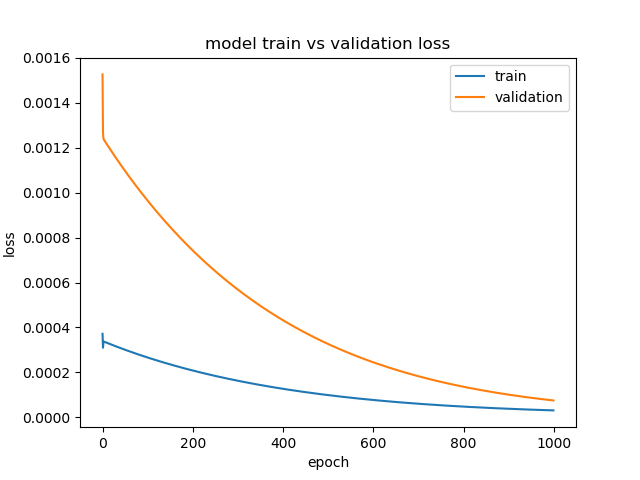 model train vs validation loss
0.0016
0.0014
0.0012
0.0010
0.0008
0.0006
0.0004
0.0002
0.0000
loss
train
validation
0 200 400 600 800 1000
epoch